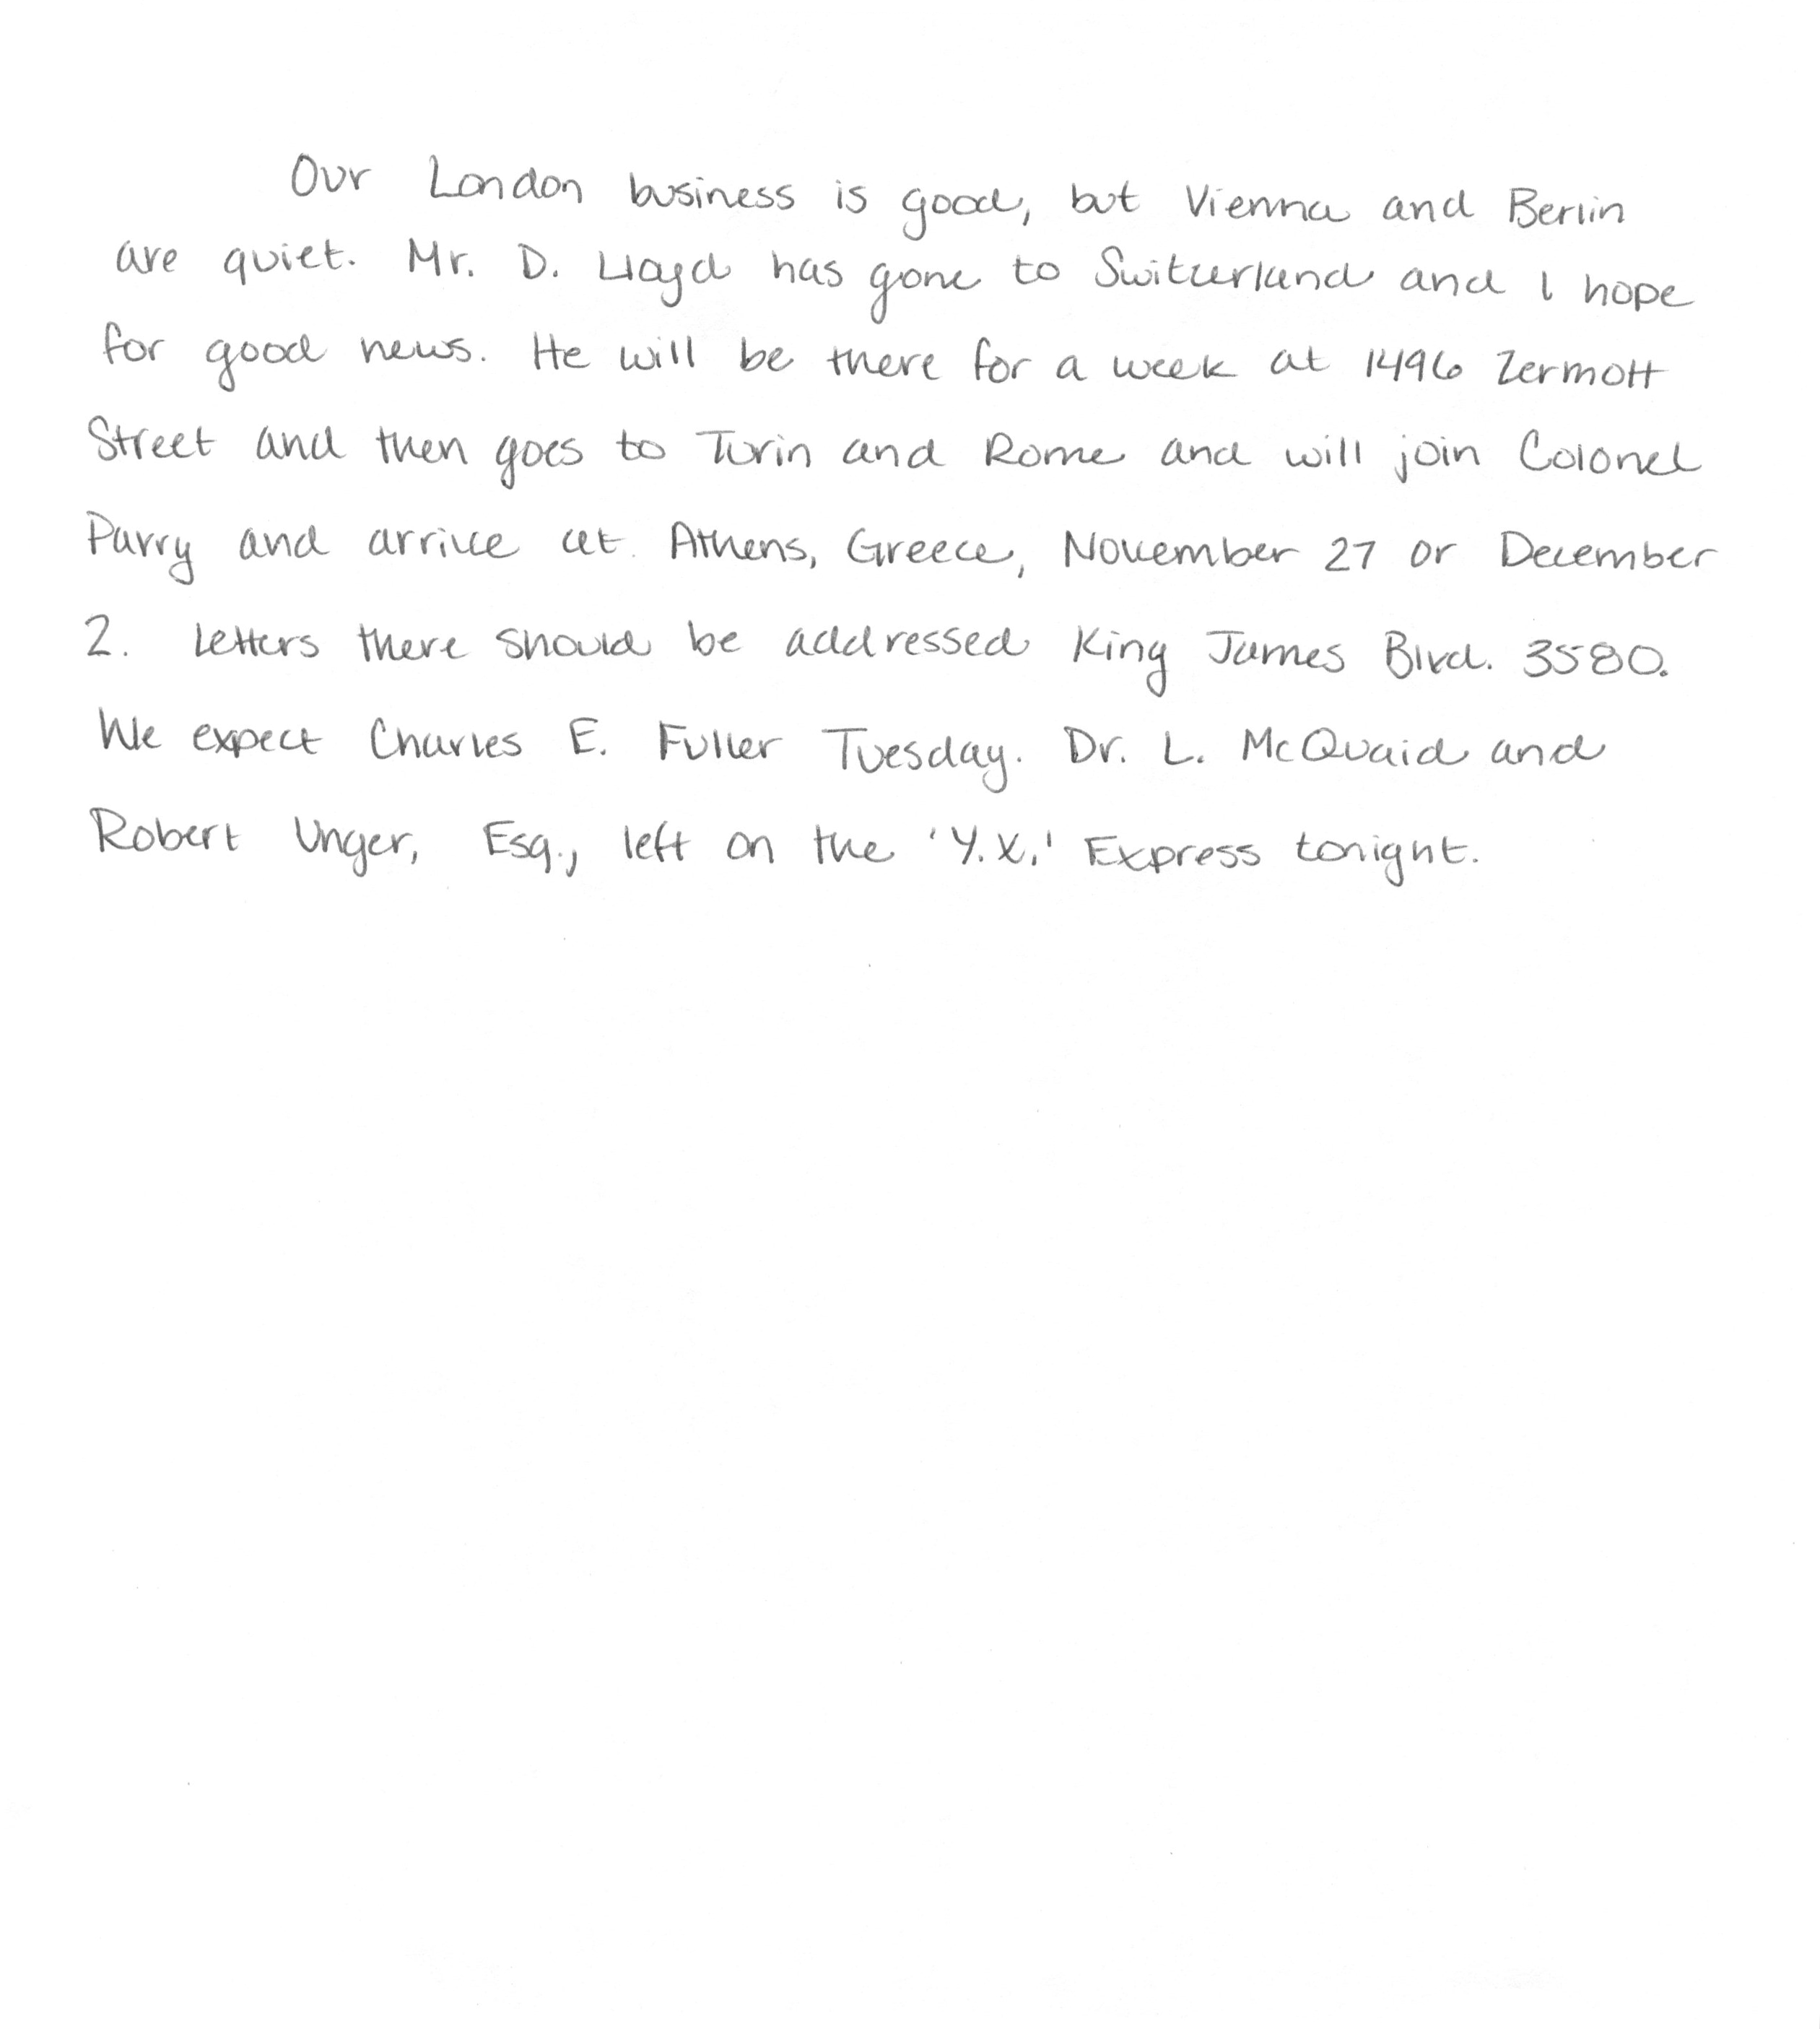 Our London business is good, but Vienna and Berlin
are quiet. Mr. D. Lloyd has gone to Switzerland and I hope
for good news. He will be there for a week at 1496 Zermott
Street and then goes to Turin and Rome and will join Colonel
Parry and arrive at Athens, Greece, November 27 or December
2. Letters there should be addressed King James Blvd. 3580.
We expect Charles E. Fuller Tuesday. Dr. L. McQuaid and
Robert Unger, Esq., left on the 'Y.X.' Express tonight.